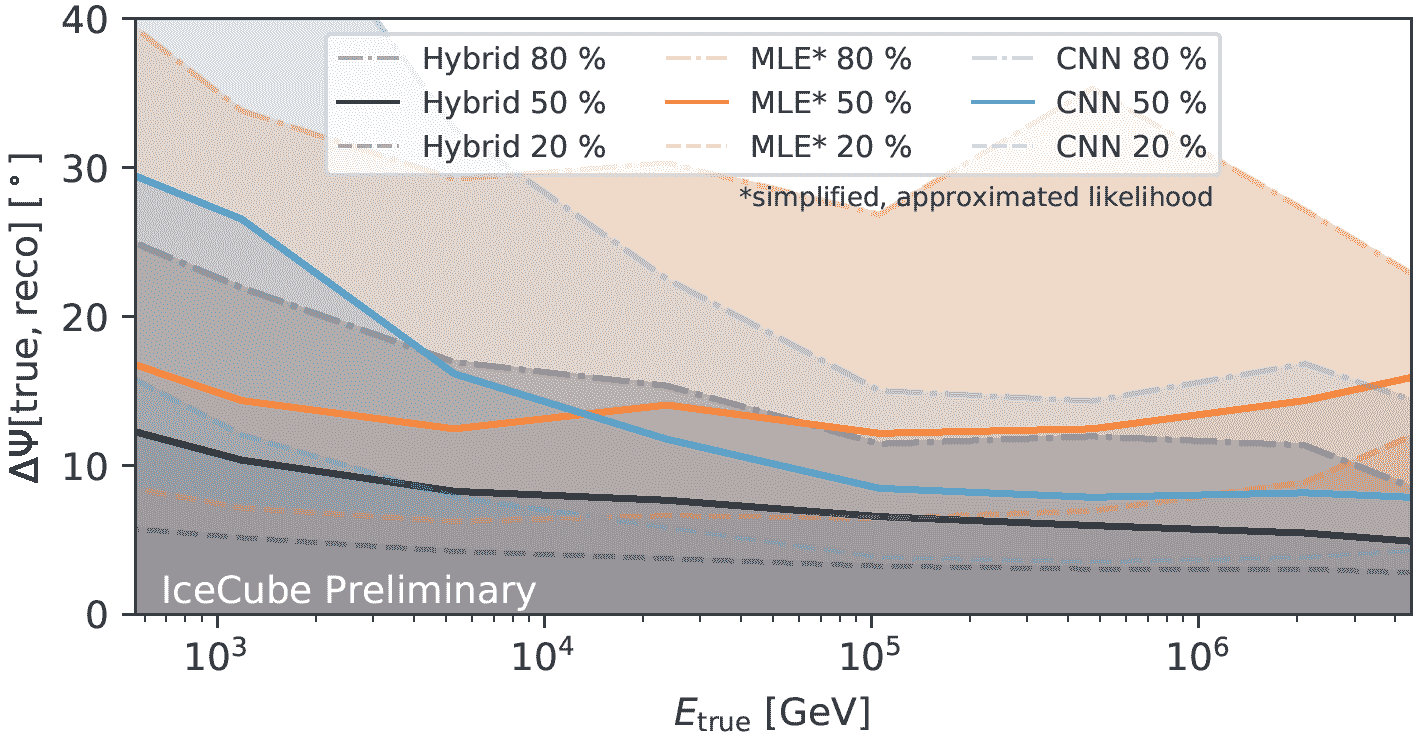 40
Hybrid 80 % MLE* 80 % CNN 80 %
Hybrid 50 % MLE* 50 % CNN 50 %
Hybrid 20 % MLE* 20 % CNN 20 %
30
*simplified, approximated likelihood
ΔΨ[true, reco] [°]
20
10
IceCube Preliminary
0
10³ 10⁴ 10⁵ 10⁶
E_true [GeV]